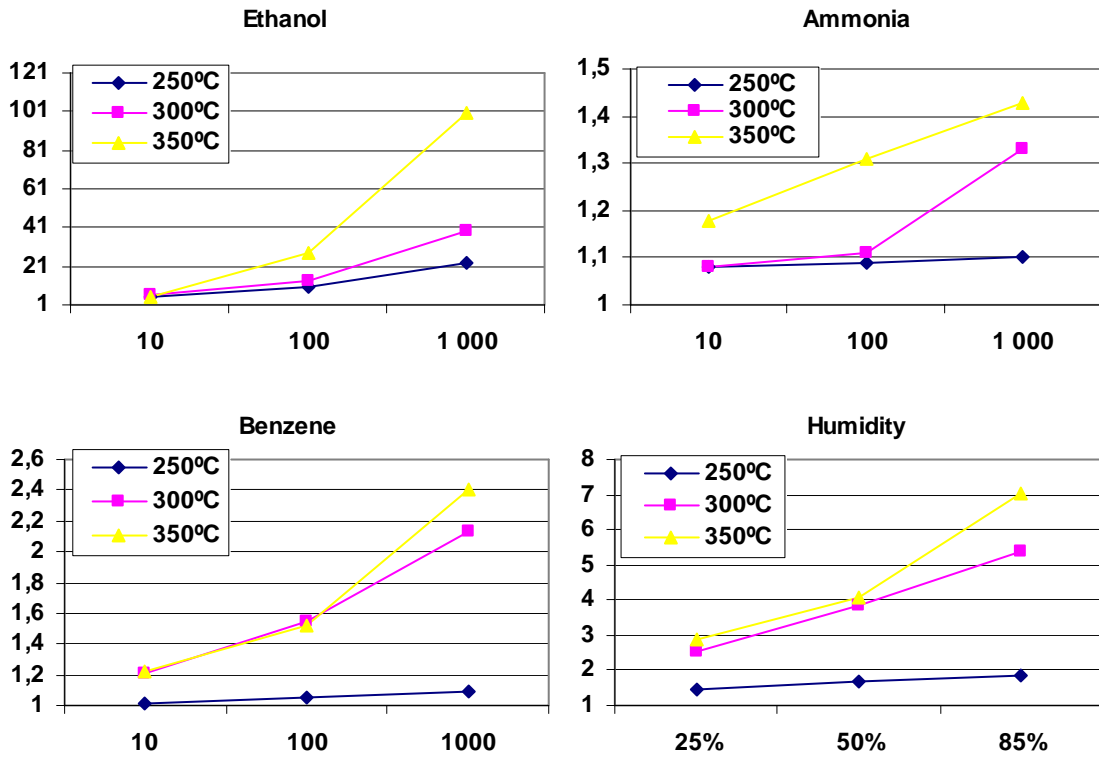 Ethanol
121
101
81
61
41
21
1
250ºC
300ºC
350ºC
10 100 1 000
Ammonia
1,5
1,4
1,3
1,2
1,1
1
250ºC
300ºC
350ºC
10 100 1 000
Benzene
2,6
2,4
2,2
2
1,8
1,6
1,4
1,2
1
250ºC
300ºC
350ºC
10 100 1000
Humidity
8
7
6
5
4
3
2
1
250ºC
300ºC
350ºC
25% 50% 85%